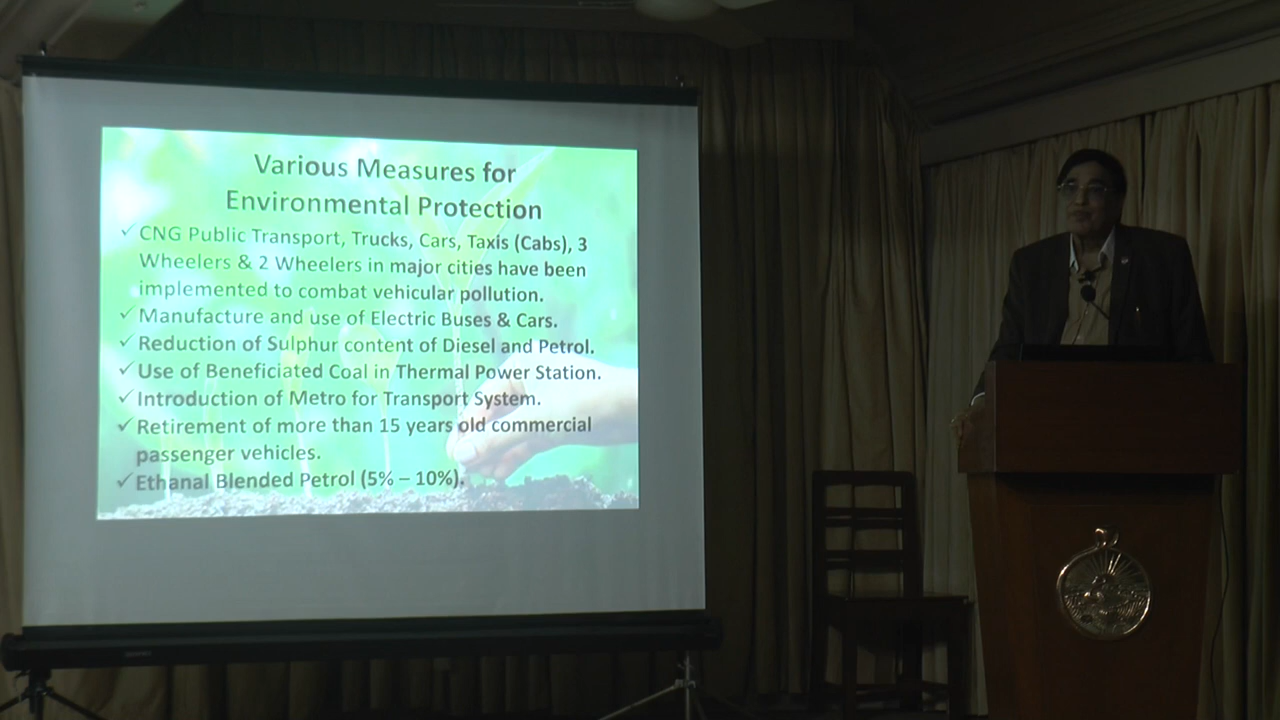 Various Measures for
Environmental Protection
✓ CNG Public Transport, Trucks, Cars, Taxis (Cabs), 3
Wheelers & 2 Wheelers in major cities have been
implemented to combat vehicular pollution.
✓ Manufacture and use of Electric Buses & Cars.
✓ Reduction of Sulphur content of Diesel and Petrol.
✓ Use of Beneficiated Coal in Thermal Power Station.
✓ Introduction of Metro for Transport System.
✓ Retirement of more than 15 years old commercial
passenger vehicles.
✓ Ethanal Blended Petrol (5% – 10%).